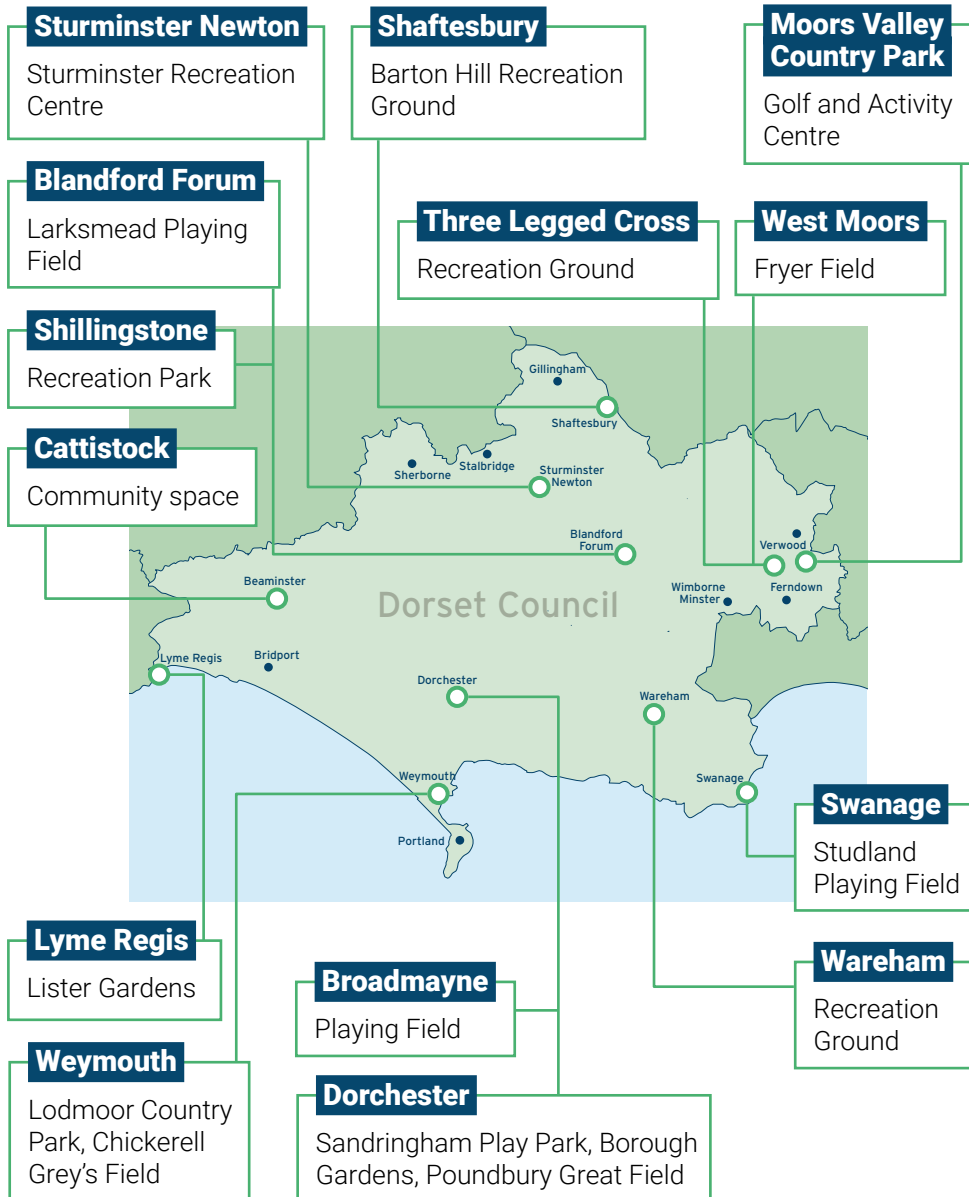 Sturminster Newton
Sturminster Recreation
Centre
Shaftesbury
Barton Hill Recreation
Ground
Moors Valley
Country Park
Golf and Activity
Centre
Blandford Forum
Larksmead Playing
Field
Three Legged Cross
Recreation Ground
West Moors
Fryer Field
Shillingstone
Recreation Park
Cattistock
Community space
Gillingham
Shaftesbury
Sherborne
Stalbridge
Sturminster
Newton
Blandford
Forum
Verwood
Beaminster
Dorset Council
Wimborne
Minster
Ferndown
Lyme Regis
Bridport
Dorchester
Wareham
Weymouth
Swanage
Portland
Swanage
Studland
Playing Field
Lyme Regis
Lister Gardens
Broadmayne
Playing Field
Wareham
Recreation
Ground
Weymouth
Lodmoor Country
Park, Chickerell
Grey's Field
Dorchester
Sandringham Play Park, Borough
Gardens, Poundbury Great Field